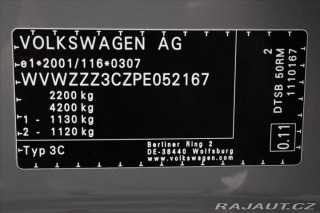 VOLKSWAGEN AG
e1*2001/116*0307
WVWZZZ3CZPE052167
2200 kg
4200 kg
1 - 1130 kg
2 - 1120 kg
Typ 3C
Berliner Ring 2
DE-38440 Wolfsburg
www.volkswagen.com
2
DTSB 50RM
1110167
0.11
RAJAUT.CZ